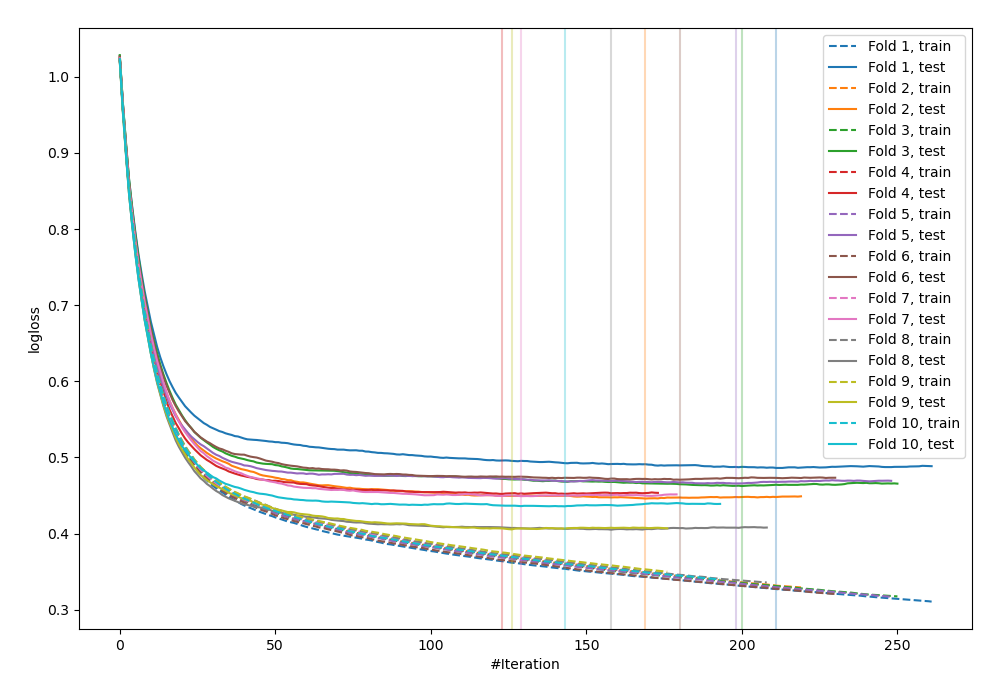 1.0
0.9
0.8
0.7
0.6
0.5
0.4
0.3
logloss
0
50
100
150
200
250
#Iteration
Fold 1, train
Fold 1, test
Fold 2, train
Fold 2, test
Fold 3, train
Fold 3, test
Fold 4, train
Fold 4, test
Fold 5, train
Fold 5, test
Fold 6, train
Fold 6, test
Fold 7, train
Fold 7, test
Fold 8, train
Fold 8, test
Fold 9, train
Fold 9, test
Fold 10, train
Fold 10, test